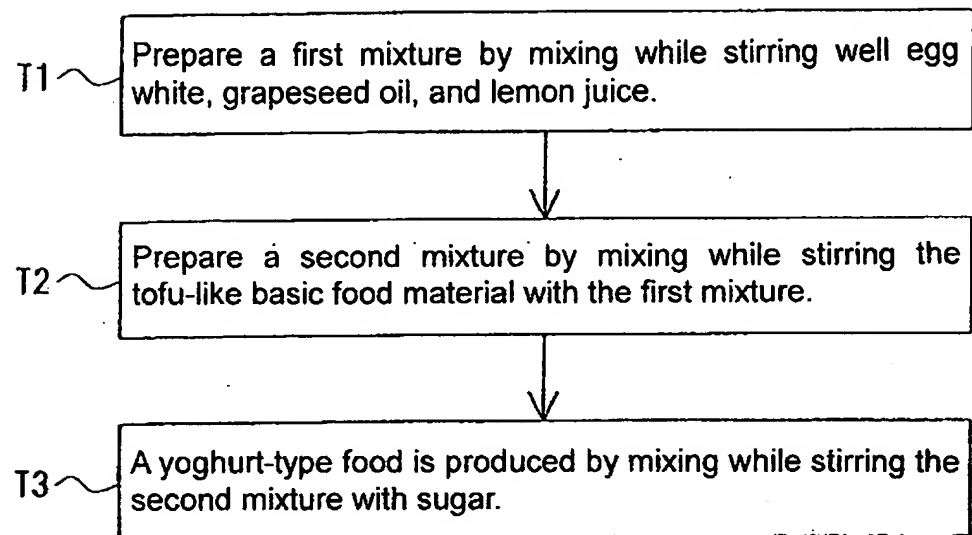 T1
Prepare a first mixture by mixing while stirring well egg
white, grapeseed oil, and lemon juice.
T2
Prepare a second mixture by mixing while stirring the
tofu-like basic food material with the first mixture.
T3
A yoghurt-type food is produced by mixing while stirring the
second mixture with sugar.